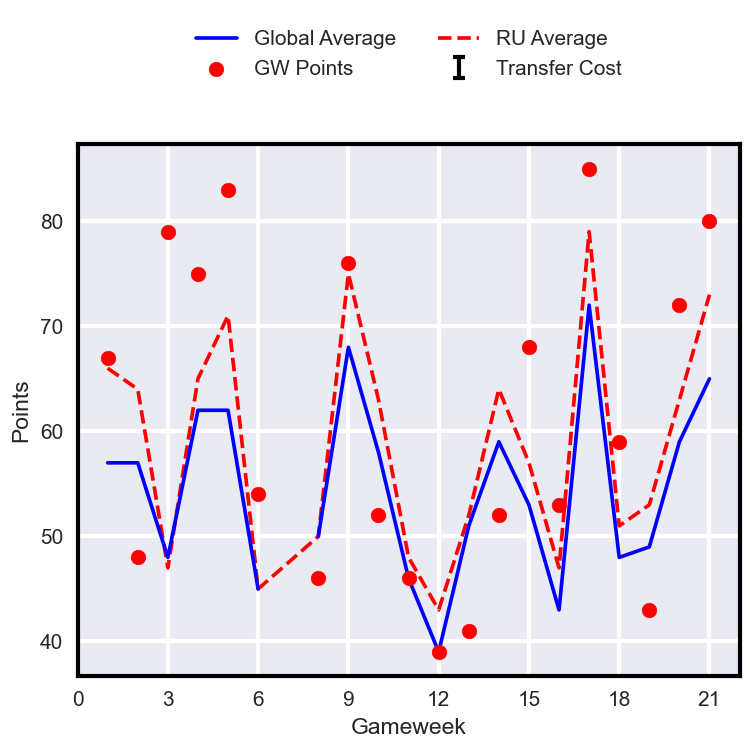 Global Average RU Average
GW Points Transfer Cost
80
70
60
50
40
Points
0 3 6 9 12 15 18 21
Gameweek